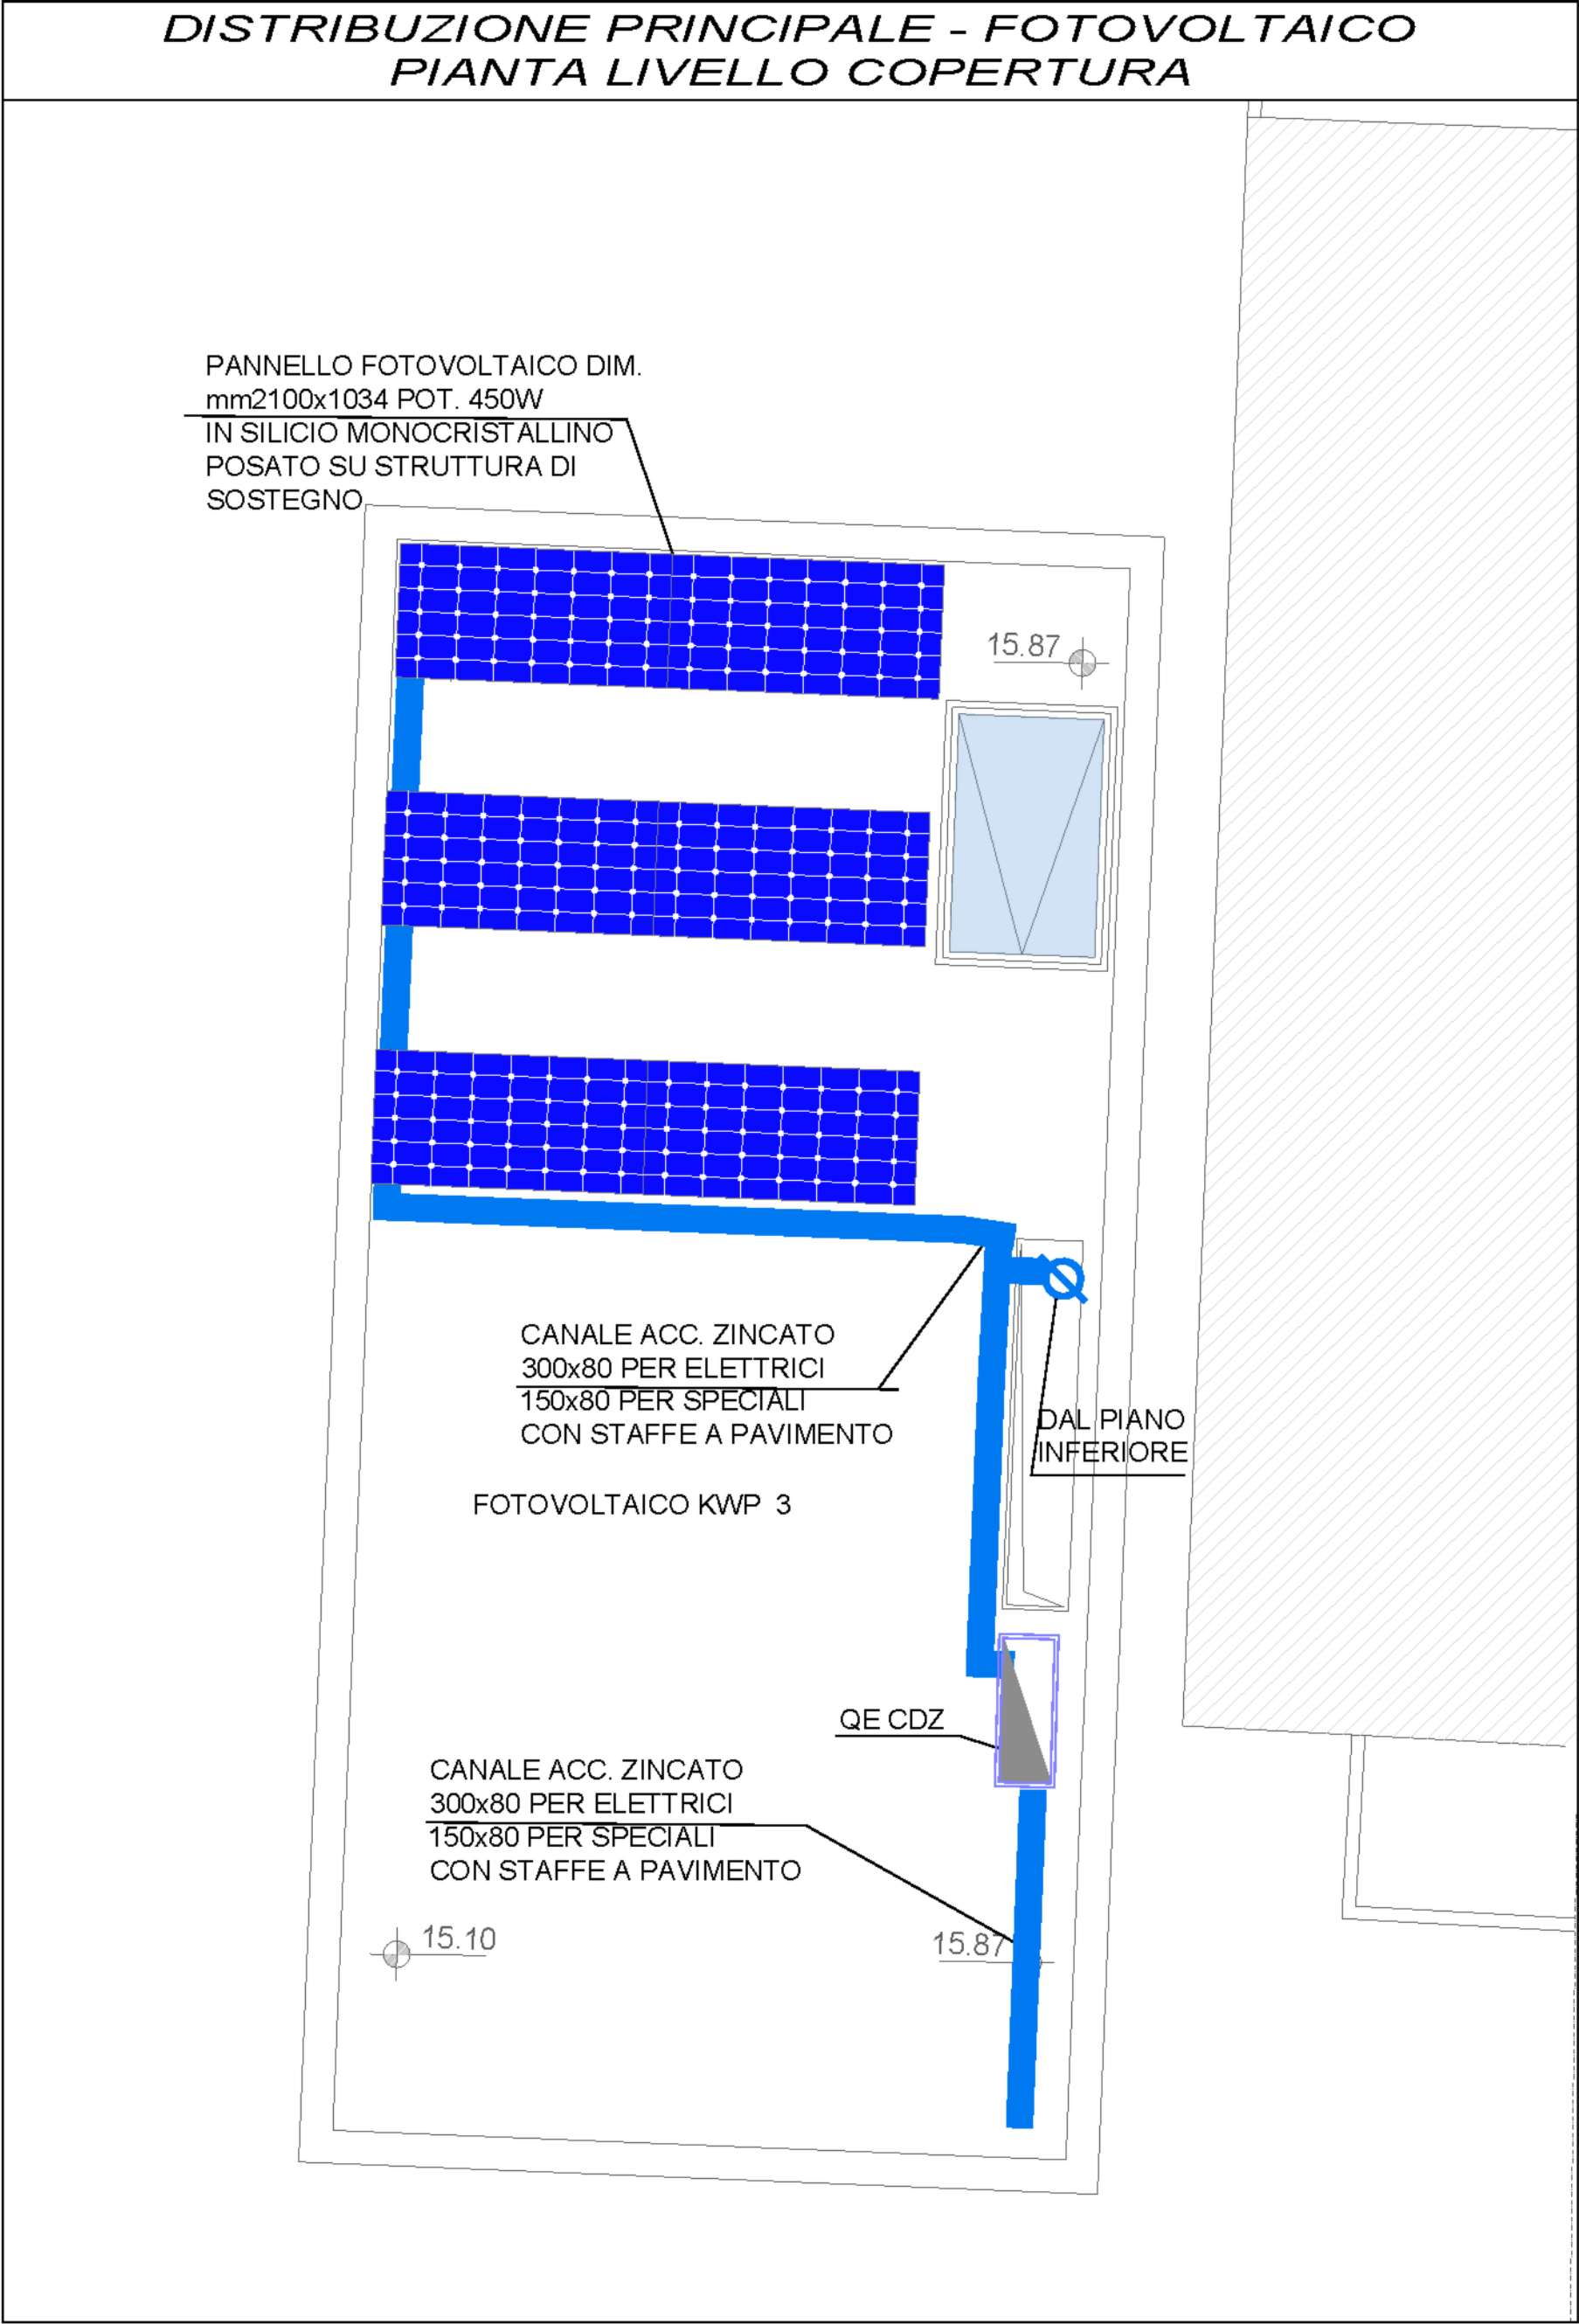 DISTRIBUZIONE PRINCIPALE - FOTOVOLTAICO
PIANTA LIVELLO COPERTURA
PANNELLO FOTOVOLTAICO DIM.
mm2100x1034 POT. 450W
IN SILICIO MONOCRISTALLINO
POSATO SU STRUTTURA DI
SOSTEGNO
15.87
CANALE ACC. ZINCATO
300x80 PER ELETTRICI
150x80 PER SPECIALI
CON STAFFE A PAVIMENTO
DAL PIANO
INFERIORE
FOTOVOLTAICO KWP 3
QE CDZ
CANALE ACC. ZINCATO
300x80 PER ELETTRICI
150x80 PER SPECIALI
CON STAFFE A PAVIMENTO
15.10
15.87